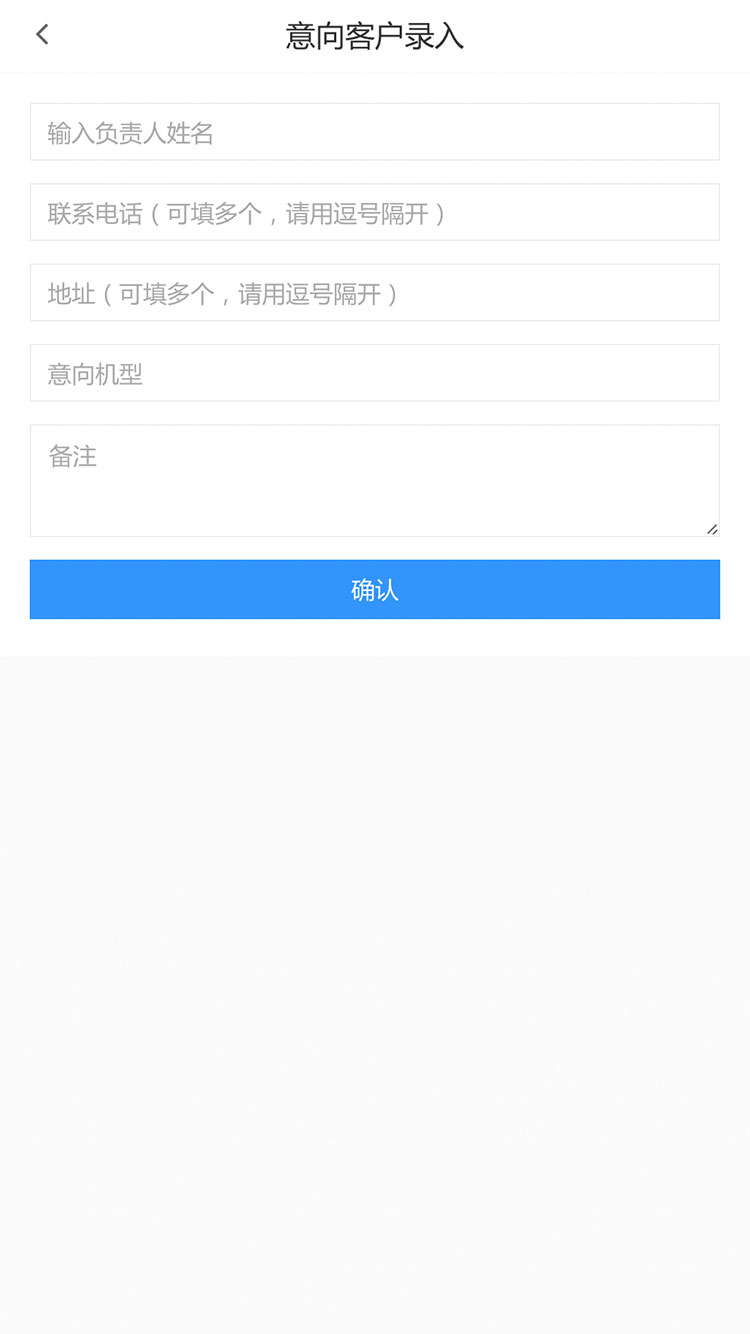 意向客户录入
输入负责人姓名
联系电话（可填多个，请用逗号隔开）
地址（可填多个，请用逗号隔开）
意向机型
备注
确认